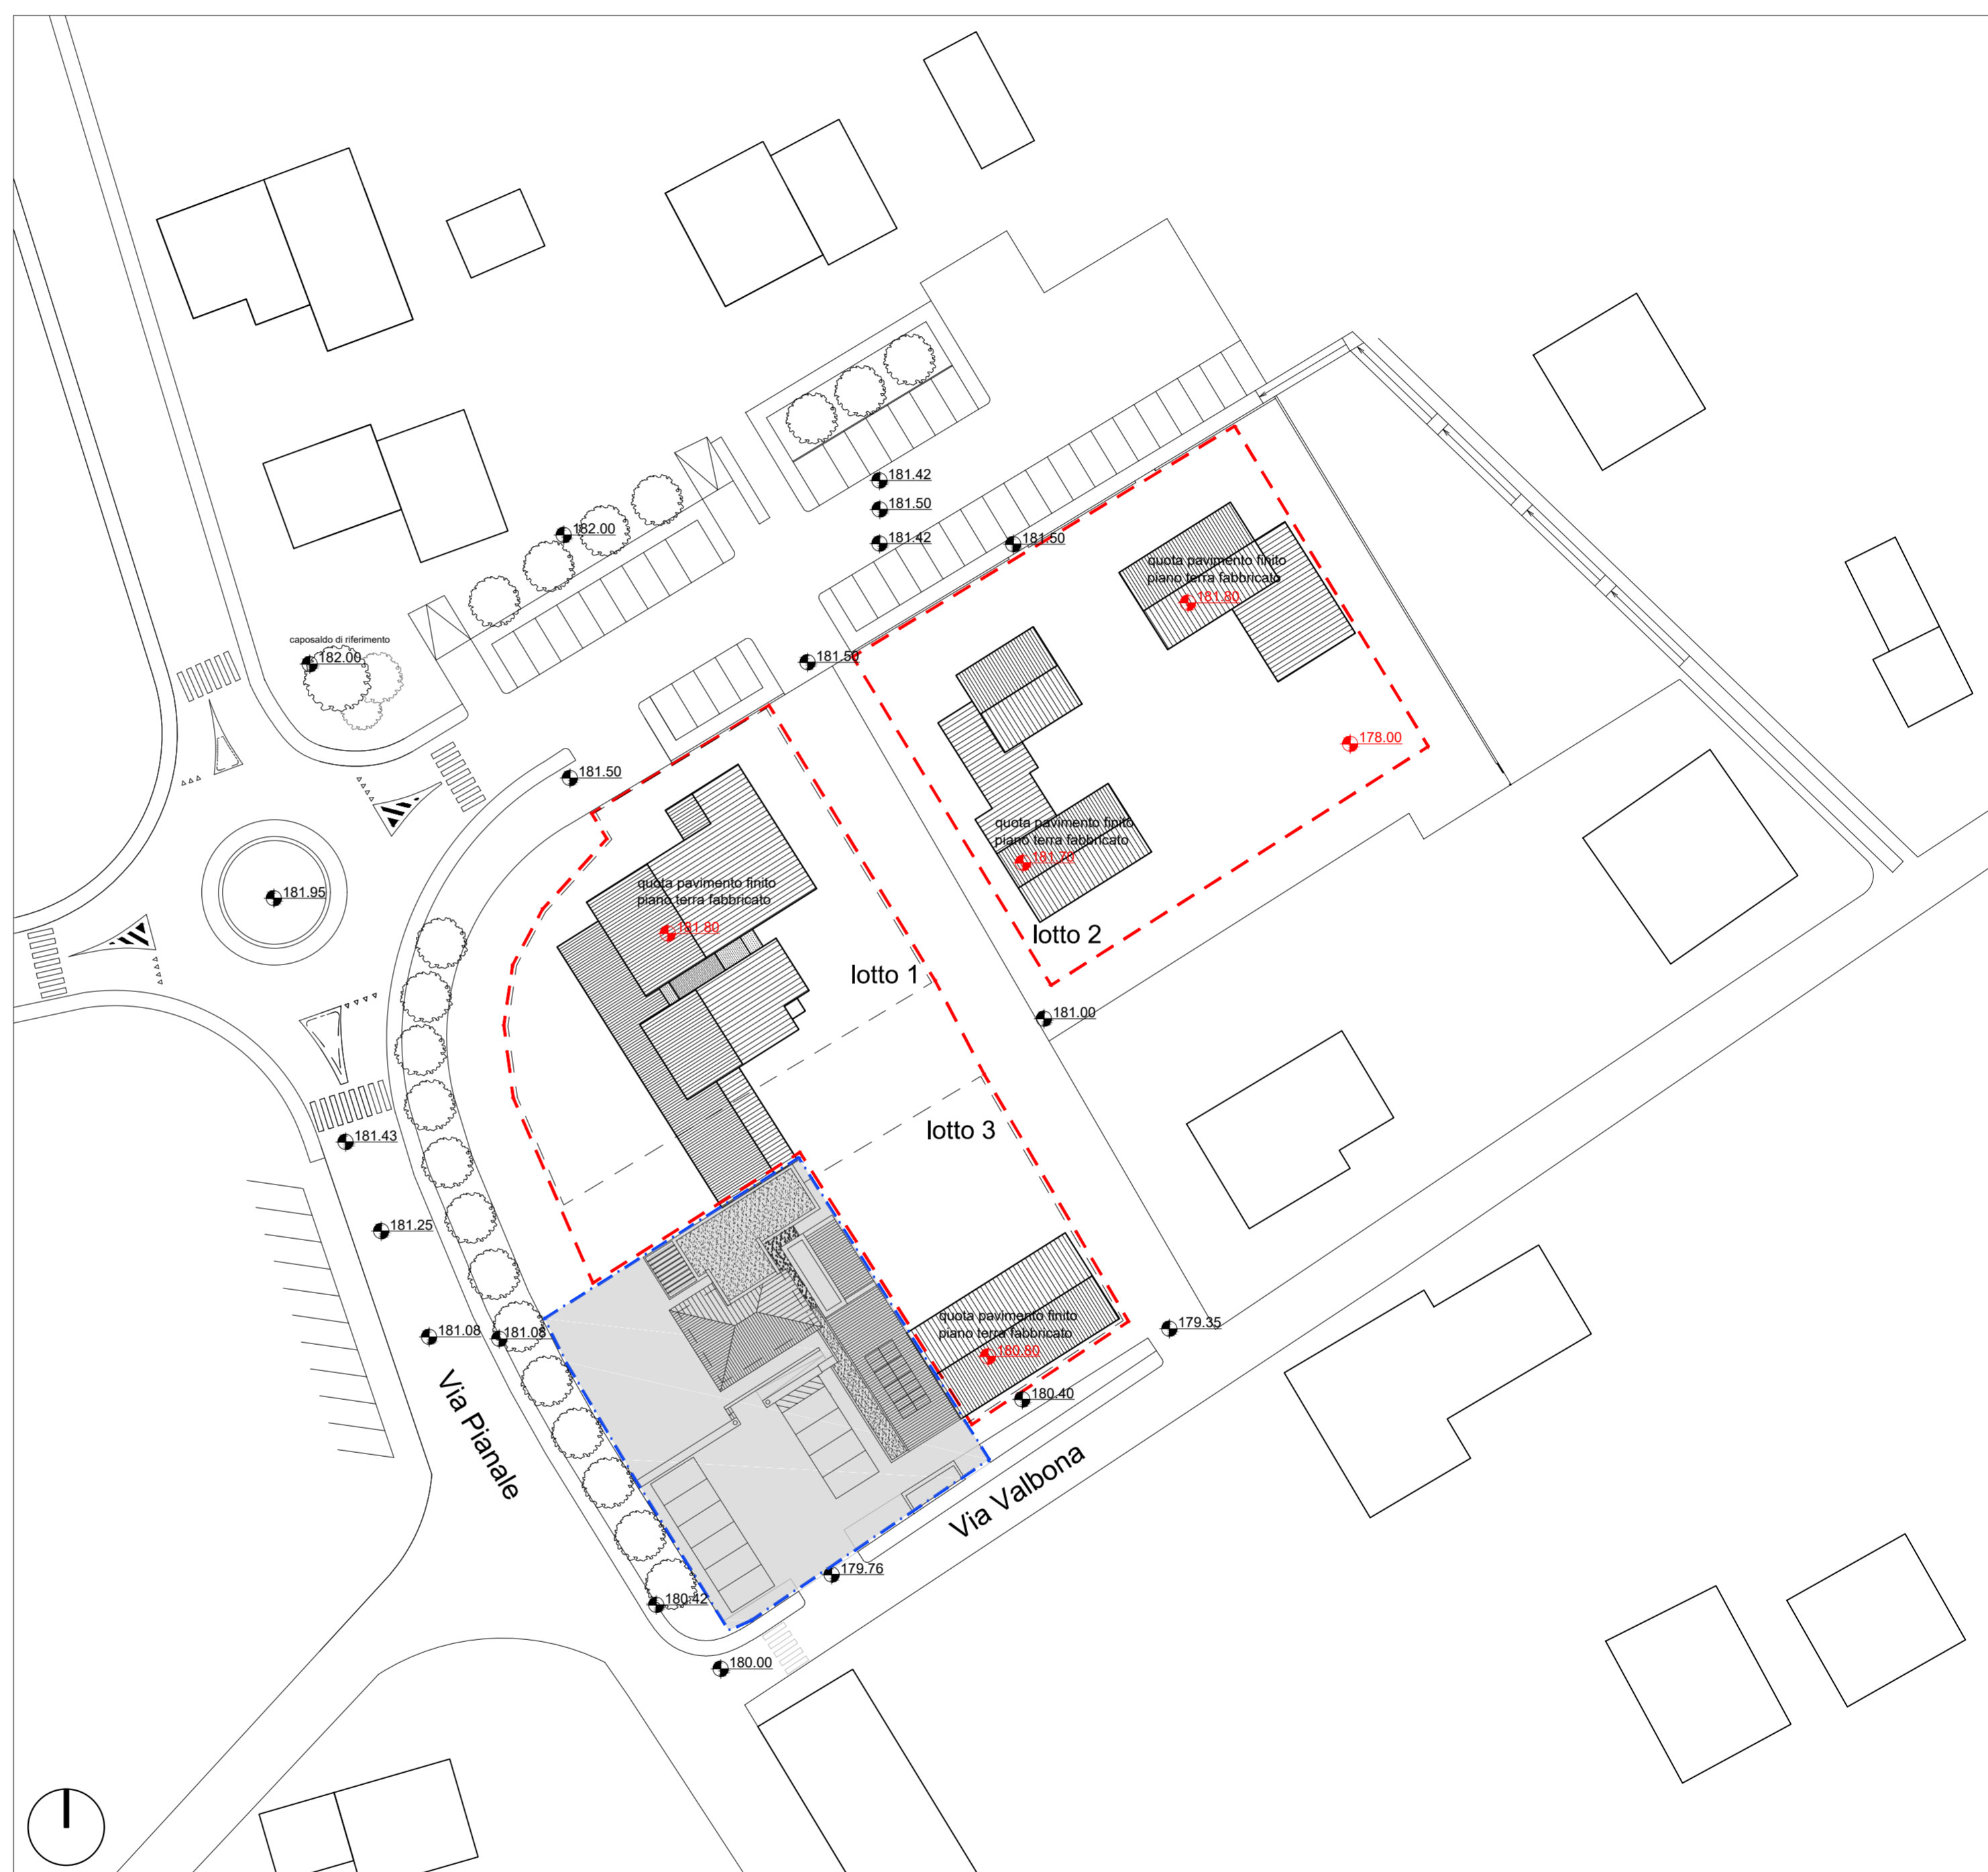 181.42
181.50
181.42
182.00
181.50
quota pavimento finito
piano terra fabbricato
181.80
caposaldo di riferimento
182.00
181.50
178.00
181.50
quota pavimento finito
piano terra fabbricato
181.70
quota pavimento finito
piano terra fabbricato
181.80
181.95
lotto 2
lotto 1
181.00
lotto 3
181.43
181.25
quota pavimento finito
piano terra fabbricato
180.80
179.35
181.08
181.08
180.40
Via Pianale
Via Valbona
179.76
180.42
180.00